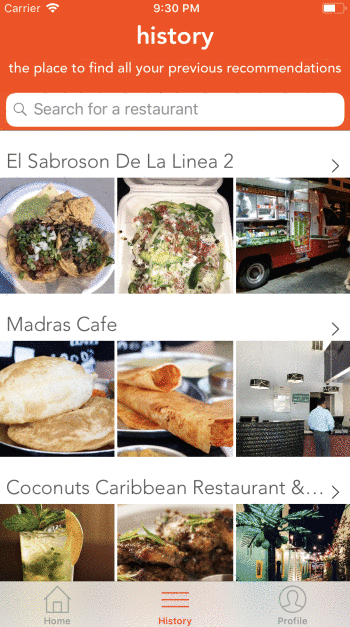 Carrier 9:30 PM
history
the place to find all your previous recommendations
Search for a restaurant
El Sabroson De La Linea 2
Madras Cafe
Coconuts Caribbean Restaurant &...
Home History Profile